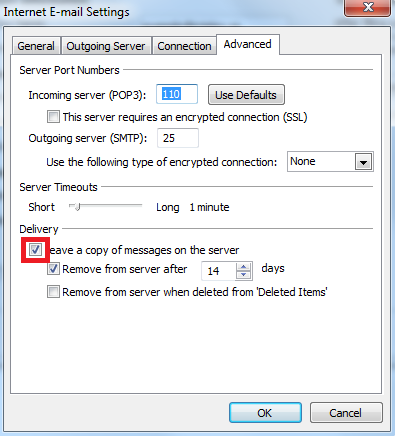 Internet E-mail Settings
General Outgoing Server Connection Advanced
Server Port Numbers
Incoming server (POP3): 110 Use Defaults
This server requires an encrypted connection (SSL)
Outgoing server (SMTP): 25
Use the following type of encrypted connection: None
Server Timeouts
Short Long 1 minute
Delivery
eave a copy of messages on the server
Remove from server after 14 days
Remove from server when deleted from 'Deleted Items'
OK Cancel